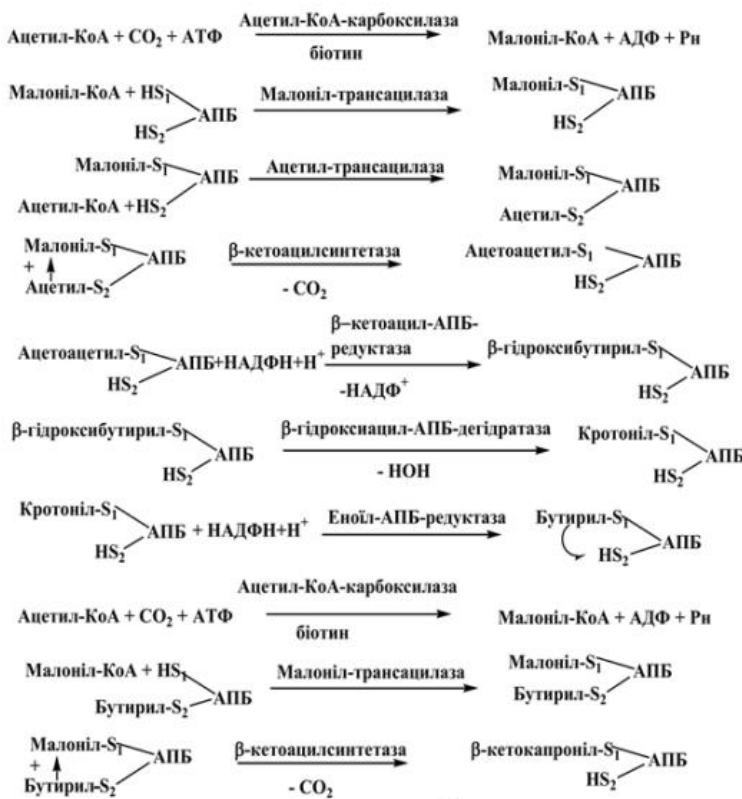 Ацетил-КоА-карбоксилаза
Ацетил-КоА + CO₂ + АТФ Малоніл-КоА + АДФ + Рн
біотин
Малоніл-КоА + HS₁ Малоніл-трансацилаза Малоніл-S₁
АПБ АПБ
HS₂ HS₂
Малоніл-S₁ Ацетил-трансацилаза Малоніл-S₁
АПБ АПБ
Ацетил-КоА +HS₂ Ацетил-S₂
Малоніл-S₁ β-кетоацилсинтетаза Ацетоацетил-S₁
+ АПБ АПБ
Ацетил-S₂ - CO₂ HS₂
β–кетоацил-АПБ-
редуктаза
Ацетоацетил-S₁ β-гідроксибутирил-S₁
АПБ+НАДФН+Н⁺ АПБ
HS₂ -НАДФ⁺ HS₂
β-гідроксибутирил-S₁ β-гідроксиацил-АПБ-дегідратаза Кротоніл-S₁
АПБ АПБ
HS₂ - НОН HS₂
Кротоніл-S₁ Еноїл-АПБ-редуктаза Бутирил-S₁
АПБ + НАДФН+Н⁺ АПБ
HS₂ HS₂
Ацетил-КоА-карбоксилаза
Ацетил-КоА + CO₂ + АТФ Малоніл-КоА + АДФ + Рн
біотин
Малоніл-КоА + HS₁ Малоніл-трансацилаза Малоніл-S₁
АПБ АПБ
Бутирил-S₂ Бутирил-S₂
Малоніл-S₁ β-кетоацилсинтетаза β-кетокапроніл-S₁
+ АПБ АПБ
Бутирил-S₂ - CO₂ HS₂